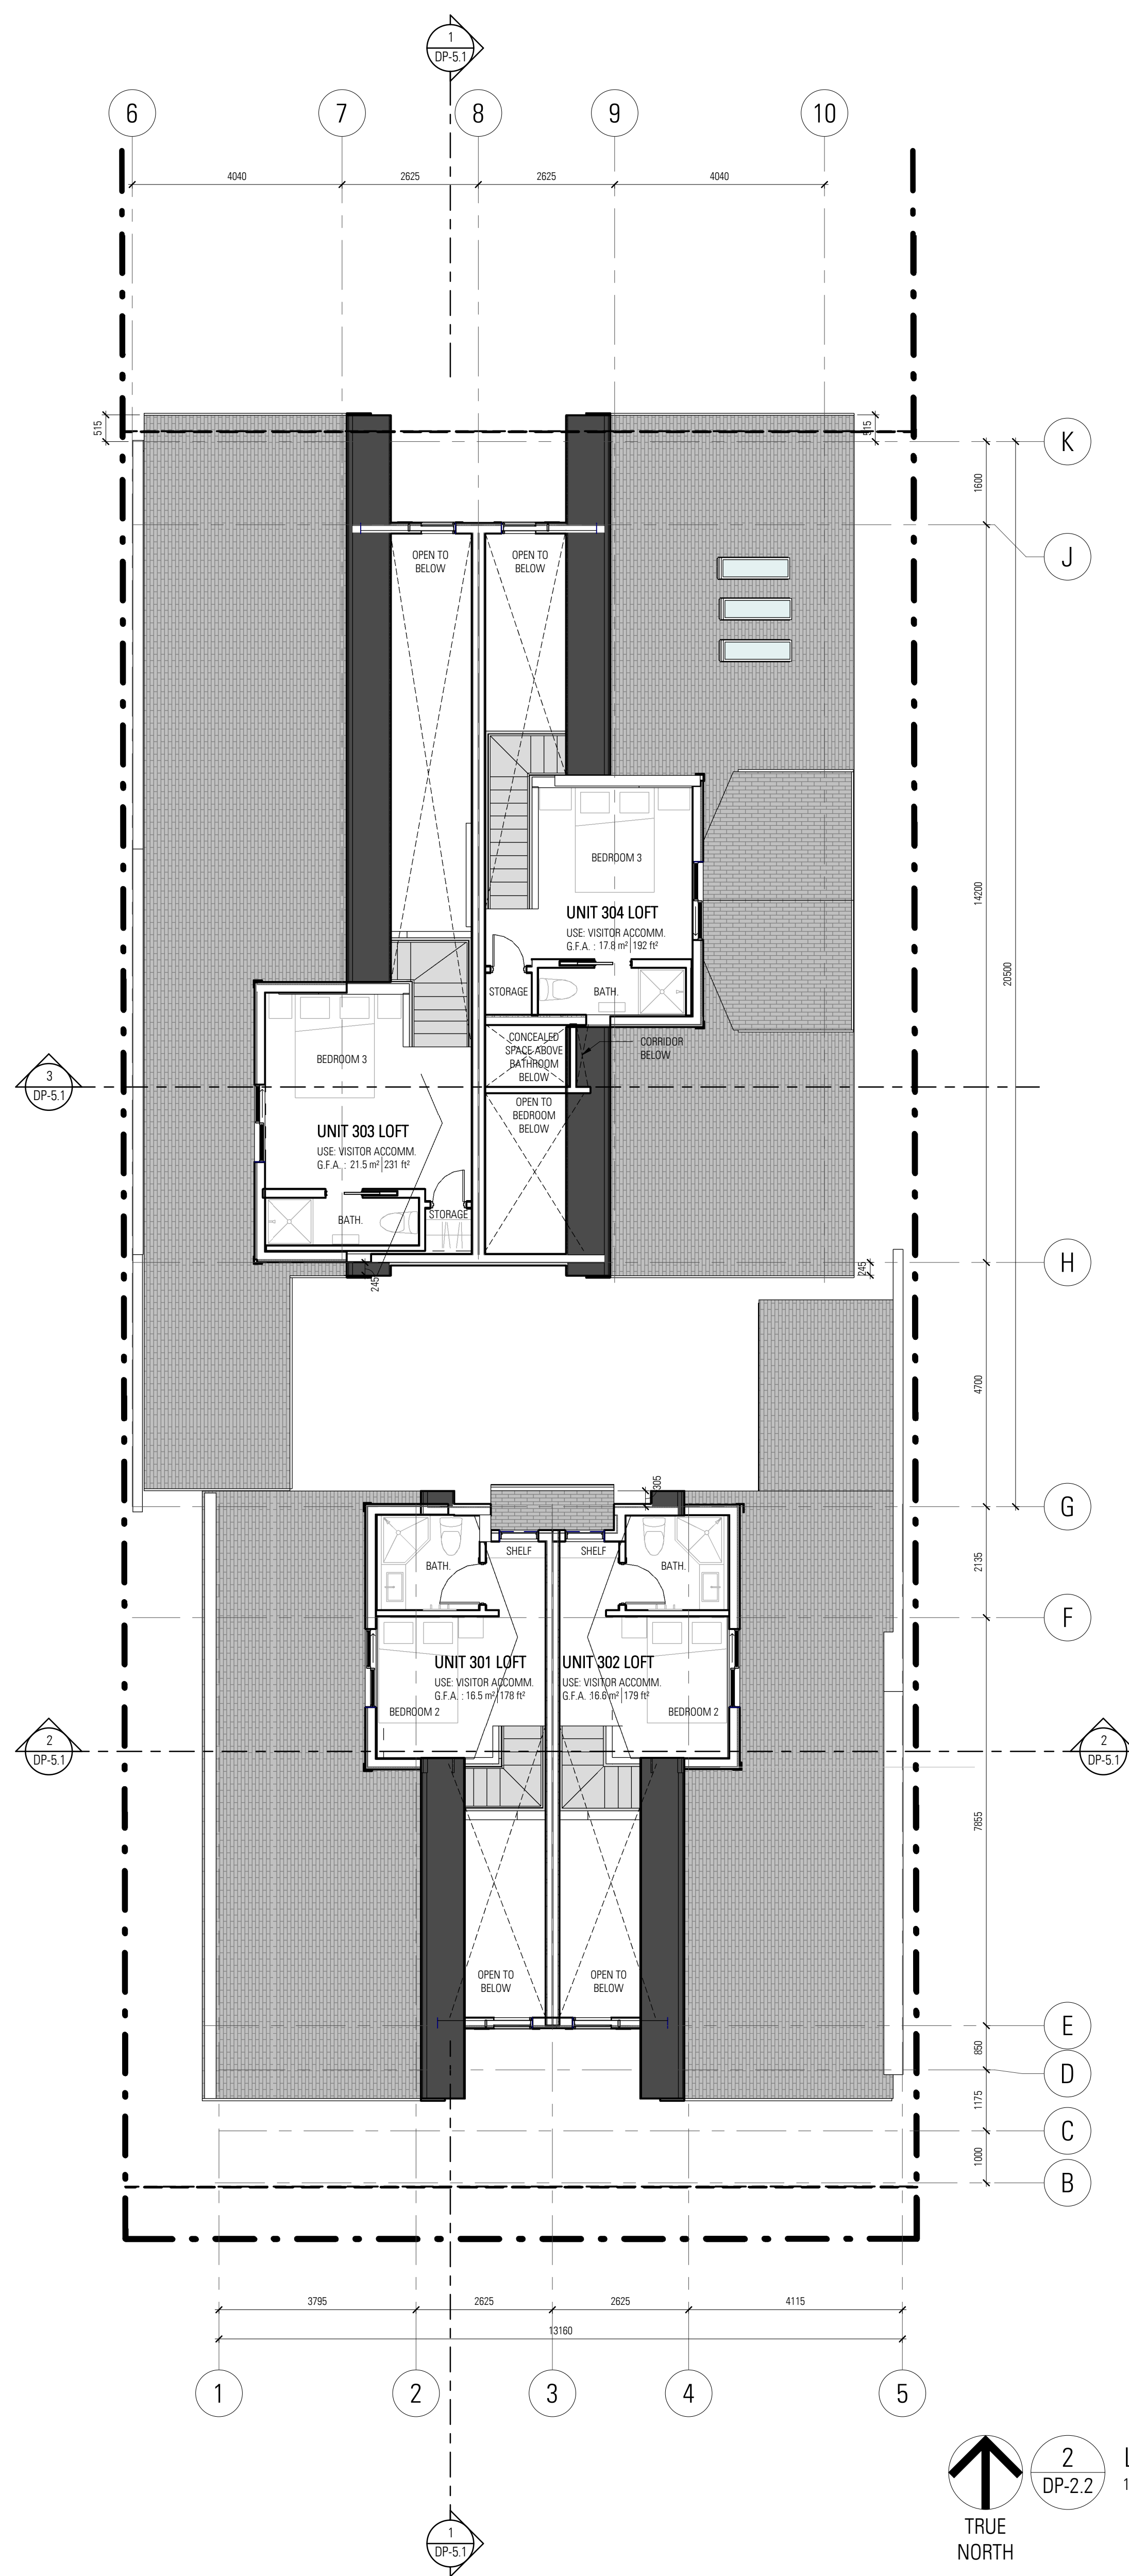 1
DP-5.1
6
7
8
9
10
4040
2625
2625
4040
515
515
K
1600
J
OPEN TO
BELOW
OPEN TO
BELOW
BEDROOM 3
14200
UNIT 304 LOFT
USE: VISITOR ACCOMM.
G.F.A. : 17.8 m² 192 ft²
20500
STORAGE
BATH.
CONCEALED
SPACE ABOVE
BATHROOM
BELOW
CORRIDOR
BELOW
BEDROOM 3
3
DP-5.1
OPEN TO
BEDROOM
BELOW
UNIT 303 LOFT
USE: VISITOR ACCOMM.
G.F.A. : 21.5 m² 231 ft²
STORAGE
BATH.
H
245
245
4700
305
G
SHELF
SHELF
BATH.
BATH.
2135
F
UNIT 301 LOFT
USE: VISITOR ACCOMM.
G.F.A. : 16.5 m² 178 ft²
BEDROOM 2
UNIT 302 LOFT
USE: VISITOR ACCOMM.
G.F.A. :16.6 m² 179 ft²
BEDROOM 2
2
DP-5.1
2
DP-5.1
7855
OPEN TO
BELOW
OPEN TO
BELOW
E
850
D
1175
C
1000
B
3795
2625
2625
4115
13160
1
2
3
4
5
2
DP-2.2
TRUE
NORTH
1
DP-5.1